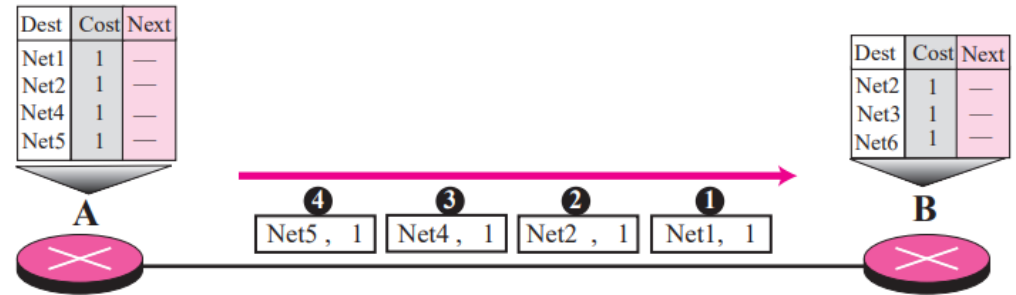 Dest Cost Next
Net1 1 —
Net2 1 —
Net4 1 —
Net5 1 —
A
Dest Cost Next
Net2 1 —
Net3 1 —
Net6 1 —
B
4 3 2 1
Net5 , 1 Net4 , 1 Net2 , 1 Net1, 1